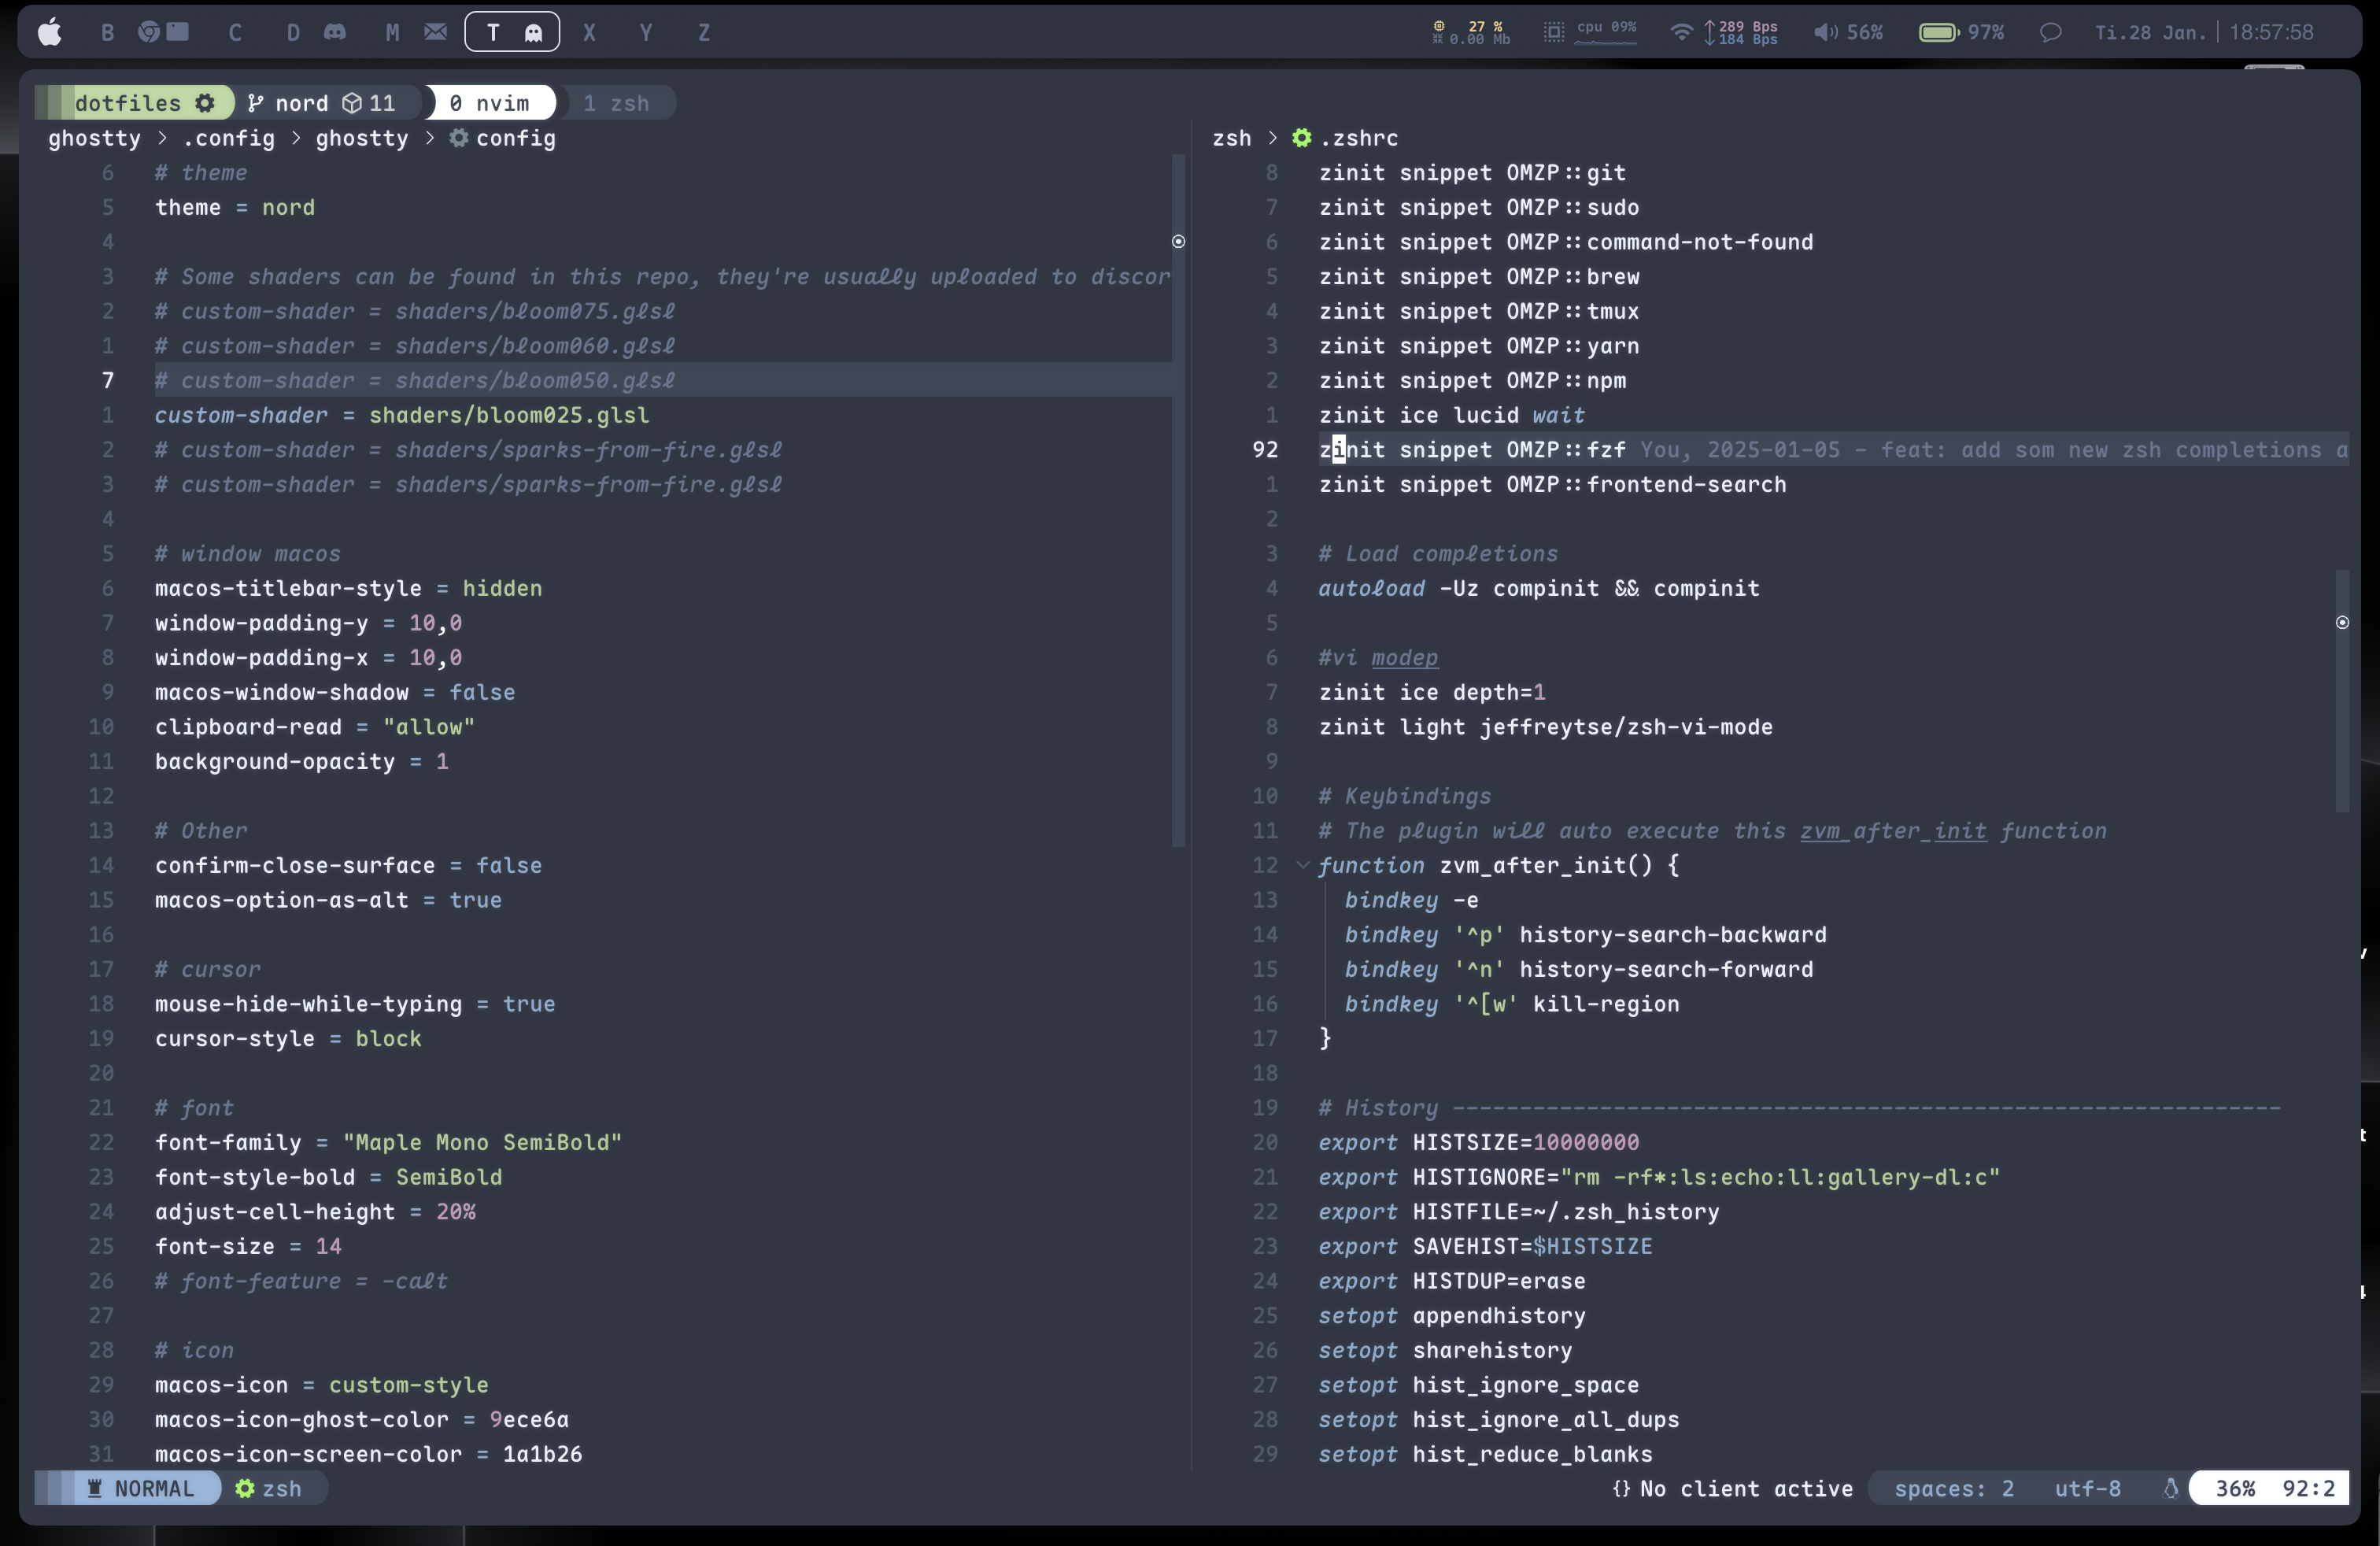 B C D M T X Y Z 27 % 0.00 Mb cpu 09% 289 Bps 184 Bps 56% 97% Ti.28 Jan. 18:57:58
dotfiles nord 11 0 nvim 1 zsh
ghostty > .config > ghostty > config
6 # theme
5 theme = nord
4
3 # Some shaders can be found in this repo, they're usually uploaded to discor
2 # custom-shader = shaders/bloom075.glsl
1 # custom-shader = shaders/bloom060.glsl
7 # custom-shader = shaders/bloom050.glsl
1 custom-shader = shaders/bloom025.glsl
2 # custom-shader = shaders/sparks-from-fire.glsl
3 # custom-shader = shaders/sparks-from-fire.glsl
4
5 # window macos
6 macos-titlebar-style = hidden
7 window-padding-y = 10,0
8 window-padding-x = 10,0
9 macos-window-shadow = false
10 clipboard-read = "allow"
11 background-opacity = 1
12
13 # Other
14 confirm-close-surface = false
15 macos-option-as-alt = true
16
17 # cursor
18 mouse-hide-while-typing = true
19 cursor-style = block
20
21 # font
22 font-family = "Maple Mono SemiBold"
23 font-style-bold = SemiBold
24 adjust-cell-height = 20%
25 font-size = 14
26 # font-feature = -calt
27
28 # icon
29 macos-icon = custom-style
30 macos-icon-ghost-color = 9ece6a
31 macos-icon-screen-color = 1a1b26
zsh > .zshrc
8 zinit snippet OMZP::git
7 zinit snippet OMZP::sudo
6 zinit snippet OMZP::command-not-found
5 zinit snippet OMZP::brew
4 zinit snippet OMZP::tmux
3 zinit snippet OMZP::yarn
2 zinit snippet OMZP::npm
1 zinit ice lucid wait
92 zinit snippet OMZP::fzf You, 2025-01-05 - feat: add som new zsh completions a
1 zinit snippet OMZP::frontend-search
2
3 # Load completions
4 autoload -Uz compinit && compinit
5
6 #vi modep
7 zinit ice depth=1
8 zinit light jeffreytse/zsh-vi-mode
9
10 # Keybindings
11 # The plugin will auto execute this zvm_after_init function
12 function zvm_after_init() {
13 bindkey -e
14 bindkey '^p' history-search-backward
15 bindkey '^n' history-search-forward
16 bindkey '^[w' kill-region
17 }
18
19 # History --------------------------------------------------------------
20 export HISTSIZE=10000000
21 export HISTIGNORE="rm -rf*:ls:echo:ll:gallery-dl:c"
22 export HISTFILE=~/.zsh_history
23 export SAVEHIST=$HISTSIZE
24 export HISTDUP=erase
25 setopt appendhistory
26 setopt sharehistory
27 setopt hist_ignore_space
28 setopt hist_ignore_all_dups
29 setopt hist_reduce_blanks
NORMAL zsh {} No client active spaces: 2 utf-8 36% 92:2